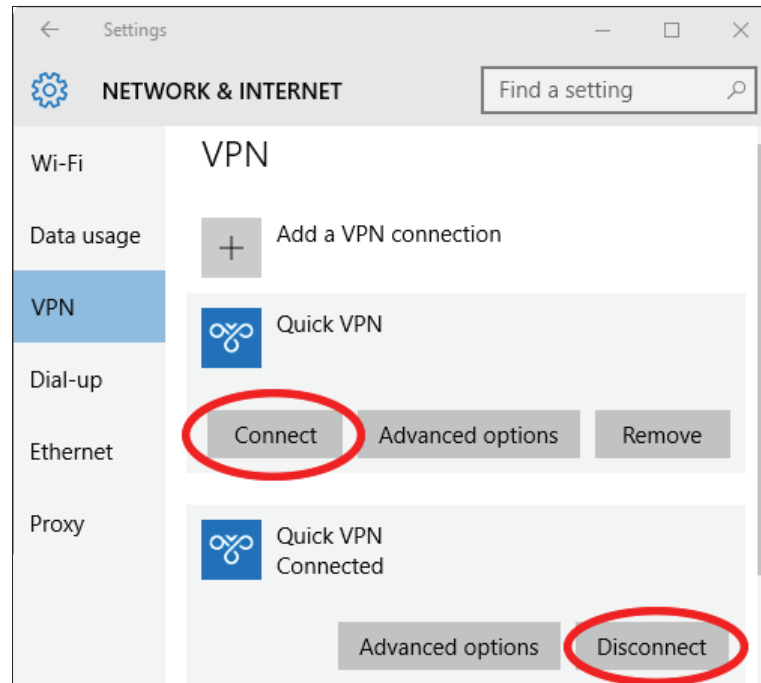 Settings
NETWORK & INTERNET
Find a setting
Wi-Fi
Data usage
VPN
Dial-up
Ethernet
Proxy
VPN
Add a VPN connection
Quick VPN
Connect Advanced options Remove
Quick VPN
Connected
Advanced options Disconnect